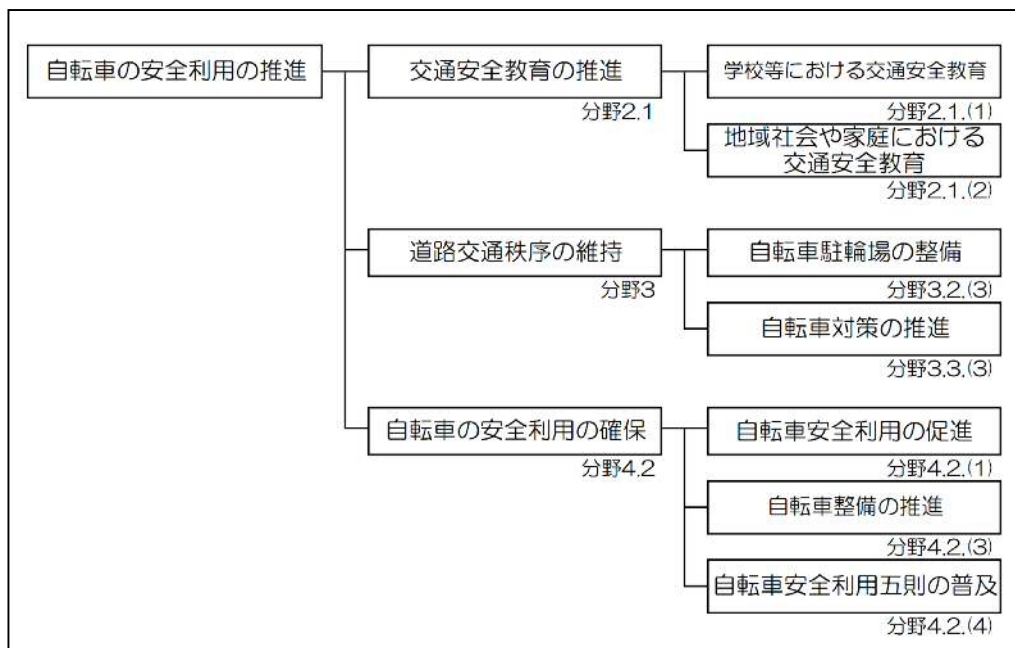 自転車の安全利用の推進
交通安全教育の推進
分野2.1
学校等における交通安全教育
分野2.1.(1)
地域社会や家庭における
交通安全教育
分野2.1.(2)
道路交通秩序の維持
分野3
自転車駐輪場の整備
分野3.2.(3)
自転車対策の推進
分野3.3.(3)
自転車の安全利用の確保
分野4.2
自転車安全利用の促進
分野4.2.(1)
自転車整備の推進
分野4.2.(3)
自転車安全利用五則の普及
分野4.2.(4)